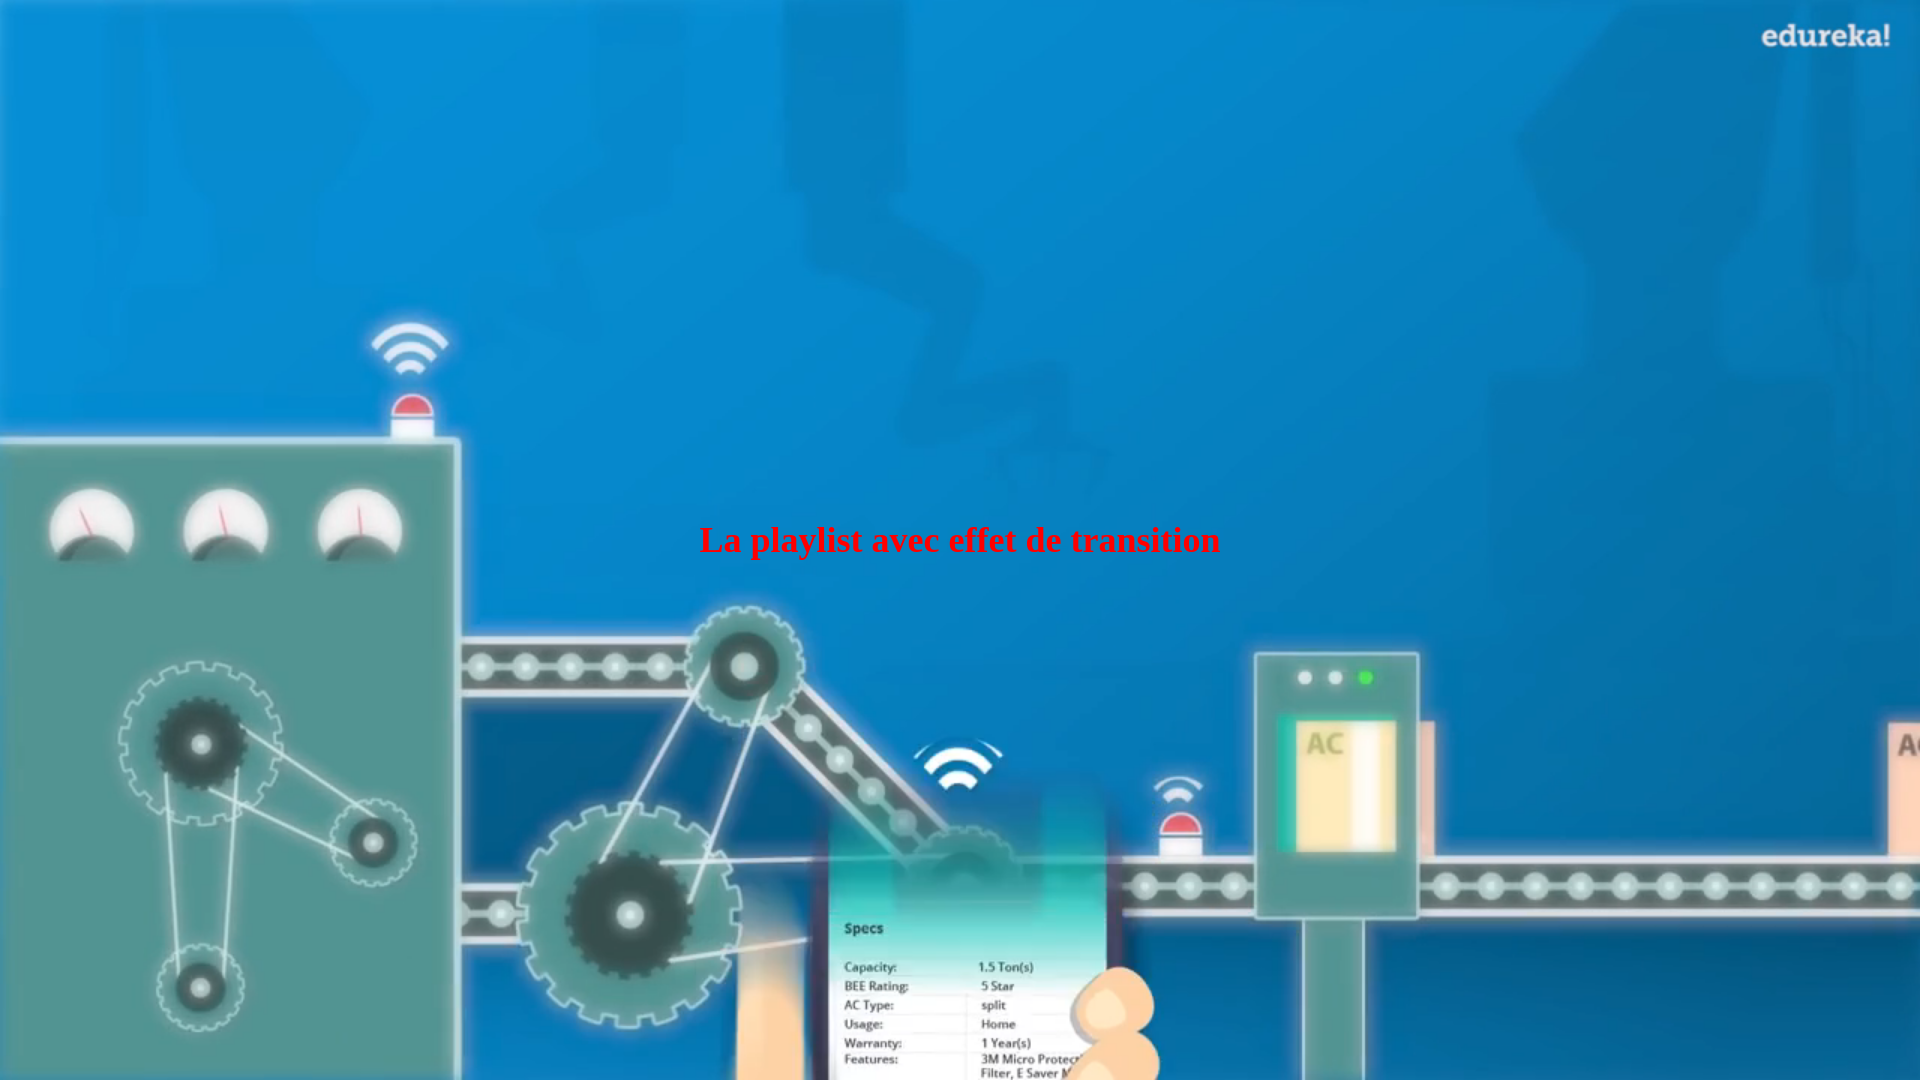 edureka!
La playlist avec effet de transition
AC
Specs
Capacity: 1.5 Ton(s)
BEE Rating: 5 Star
AC Type: split
Usage: Home
Warranty: 1 Year(s)
Features: 3M Micro
Filter, E Saver